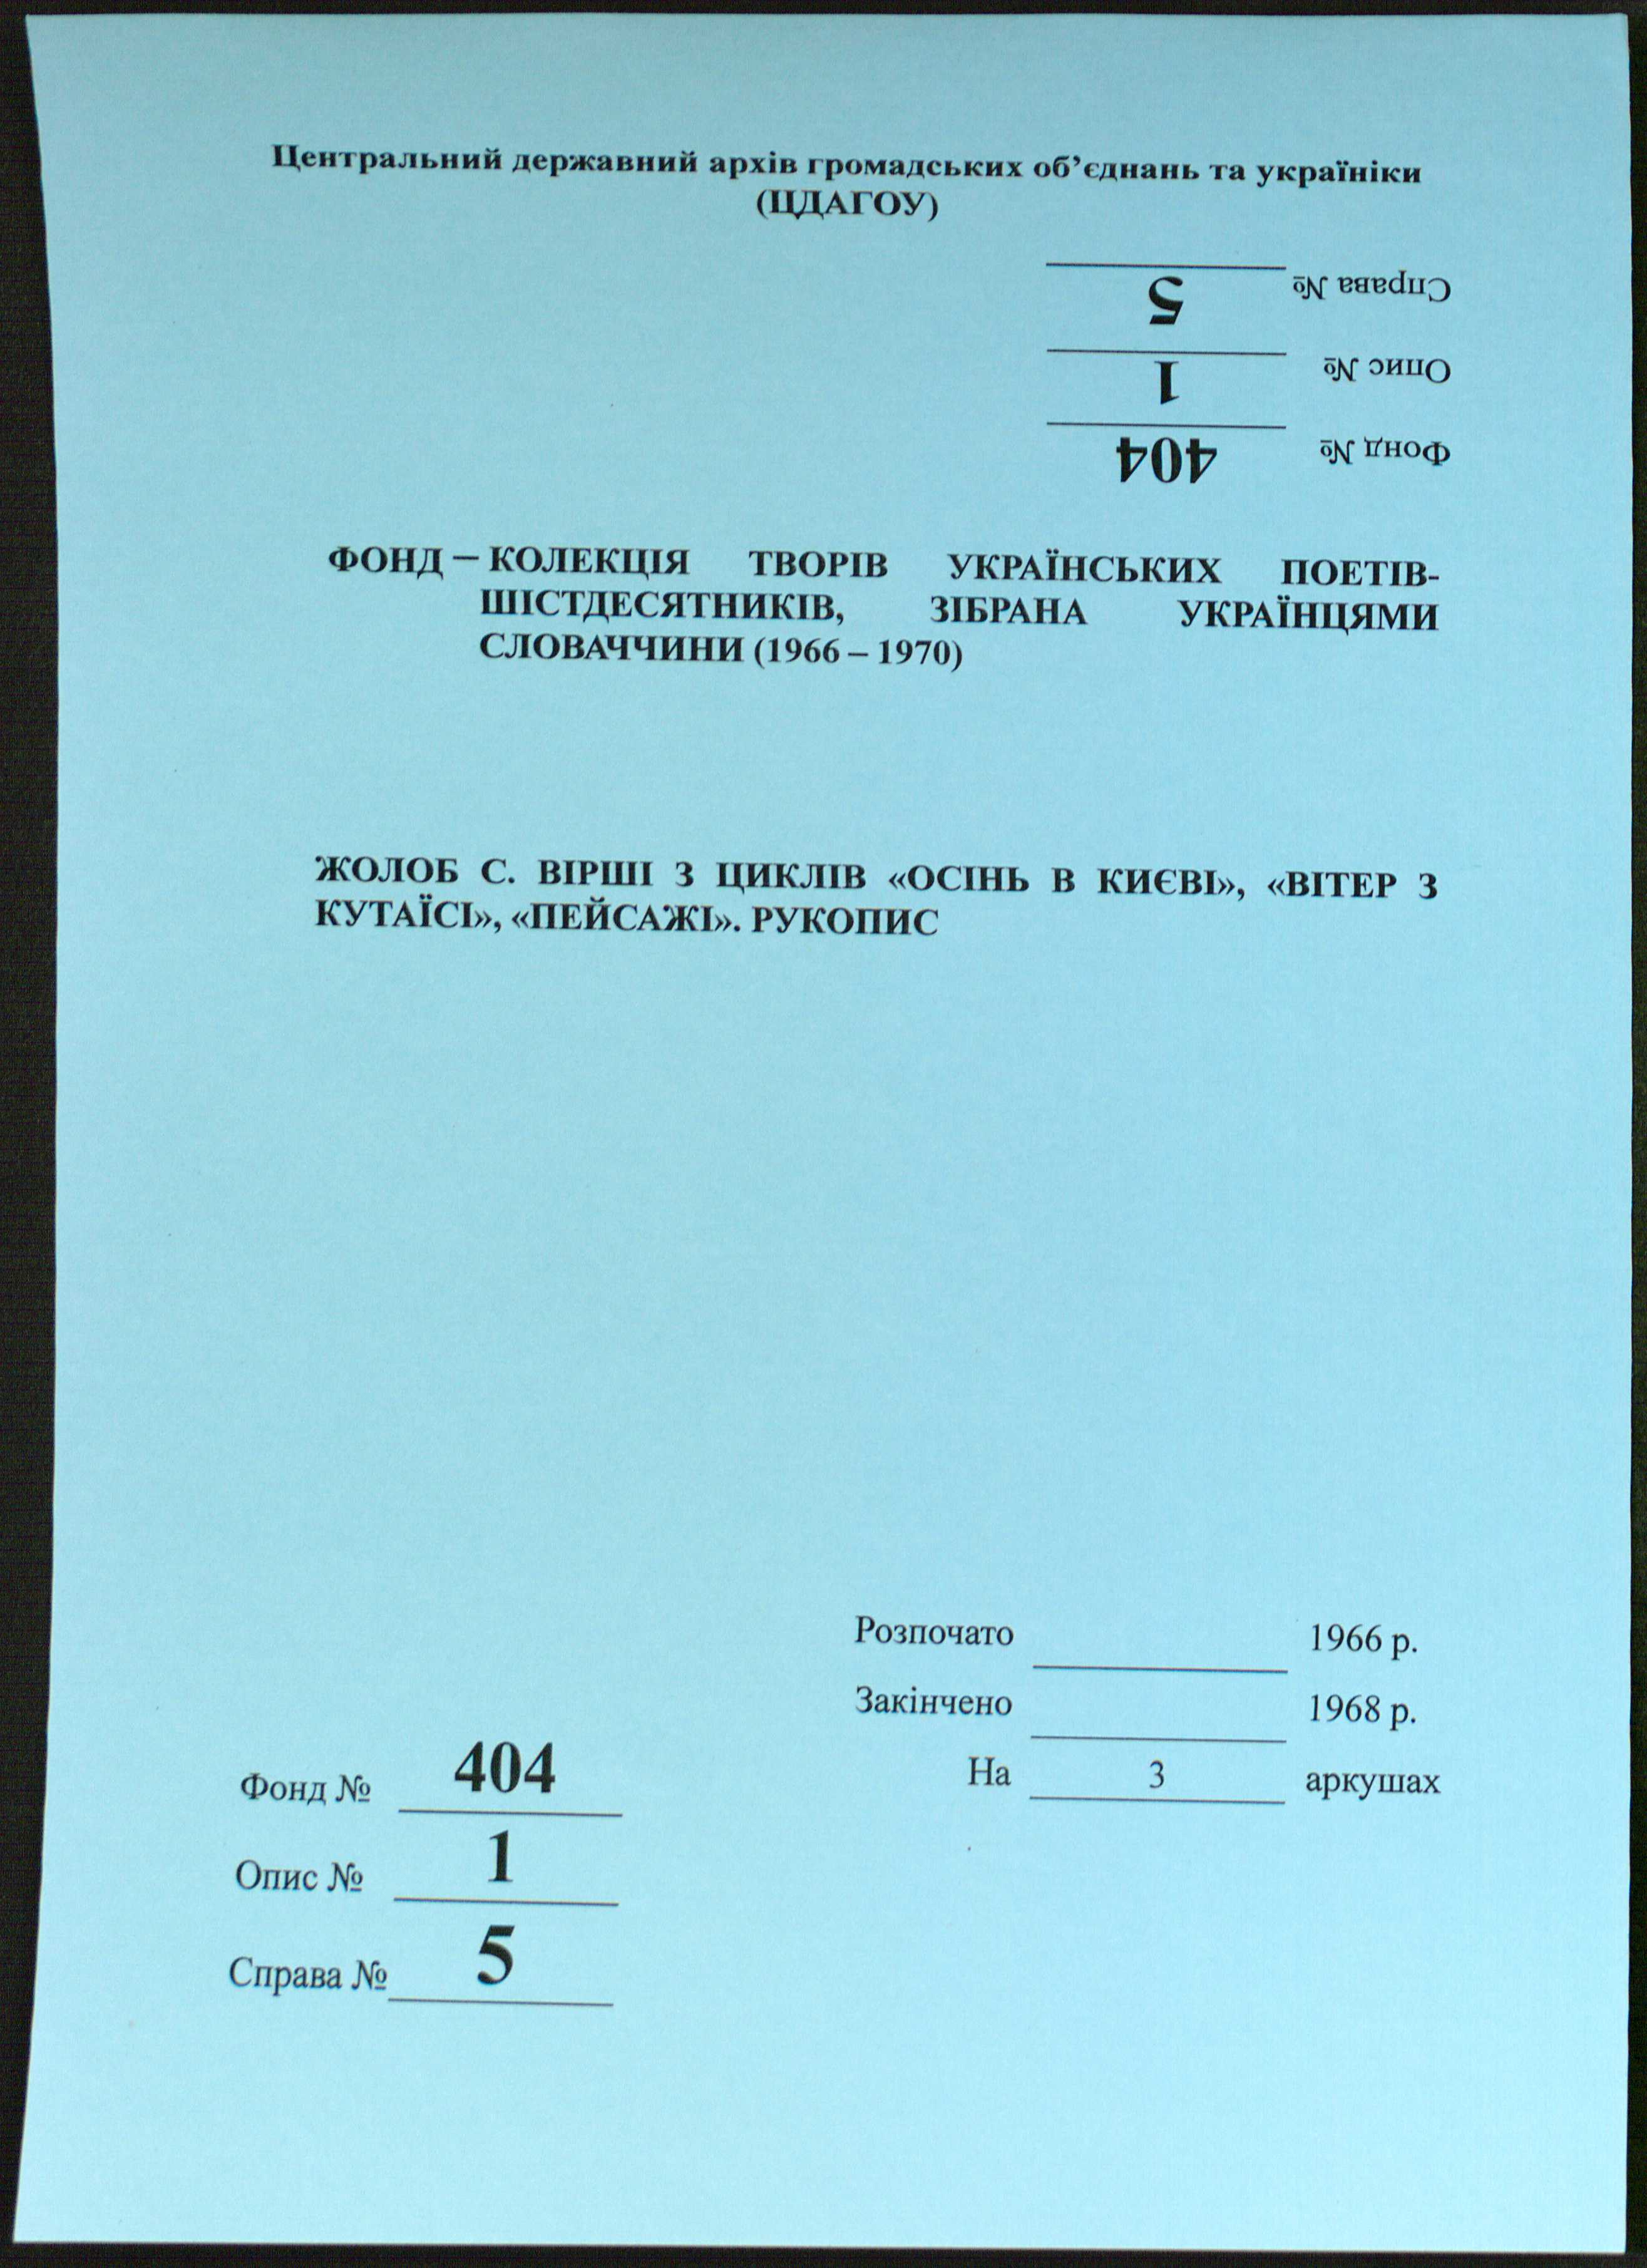 Центральний державний архів громадських об’єднань та україніки
(ЦДАГОУ)
Справа № 5
Опис № 1
Фонд № 404
ФОНД – КОЛЕКЦІЯ ТВОРІВ УКРАЇНСЬКИХ ПОЕТІВ-
ШІСТДЕСЯТНИКІВ, ЗІБРАНА УКРАЇНЦЯМИ
СЛОВАЧЧИНИ (1966 – 1970)
ЖОЛОБ С. ВІРШІ З ЦИКЛІВ «ОСІНЬ В КИЄВІ», «ВІТЕР З
КУТАЇСІ», «ПЕЙСАЖІ». РУКОПИС
Розпочато 1966 р.
Закінчено 1968 р.
На 3 аркушах
Фонд № 404
Опис № 1
Справа № 5